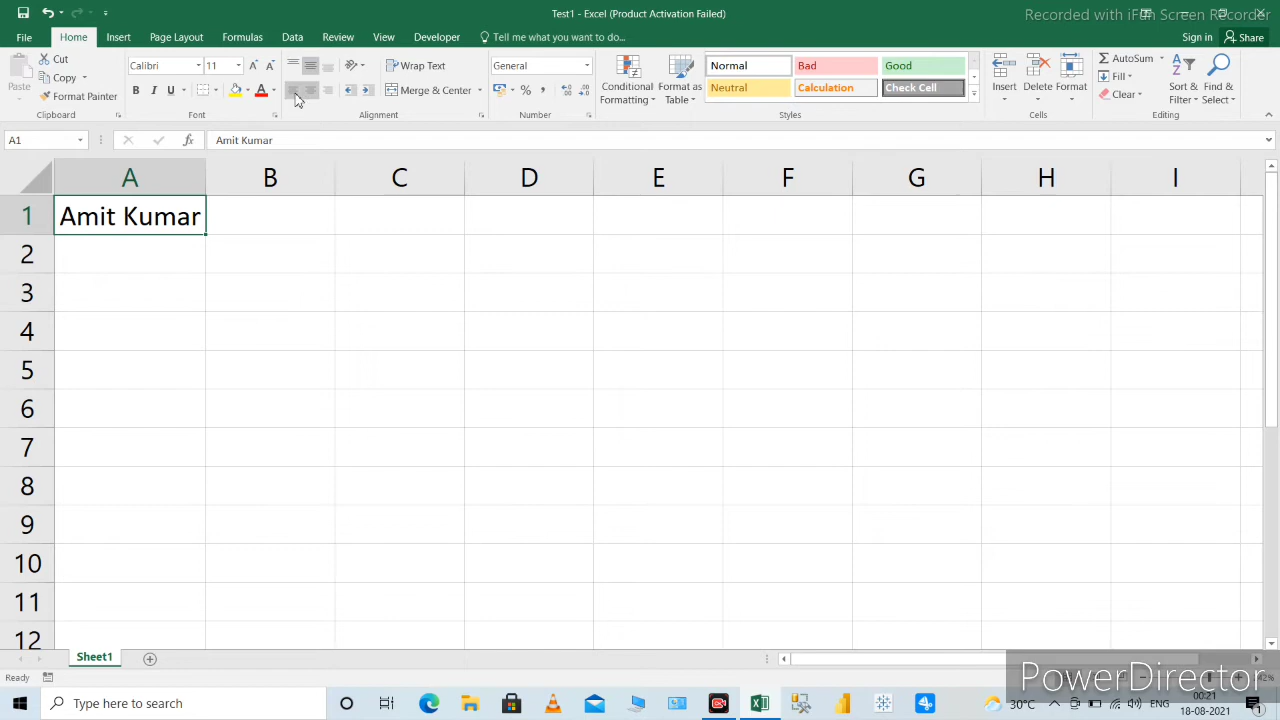 Test1 - Excel (Product Activation Failed)
Recorded with iFun Screen Recorder
File Home Insert Page Layout Formulas Data Review View Developer Tell me what you want to do... Sign in Share
Paste
Cut
Copy
Format Painter
Clipboard
Calibri 11
B I U A
Font
Wrap Text
Merge & Center
Alignment
General
%
Number
Conditional Formatting
Format as Table
Normal Bad Good
Neutral Calculation Check Cell
Styles
Insert Delete Format
Cells
AutoSum
Fill
Clear
Sort & Filter
Find & Select
Editing
A1 fx Amit Kumar
A B C D E F G H I
1 Amit Kumar
2
3
4
5
6
7
8
9
10
11
12
Sheet1
Ready
PowerDirector
Type here to search
30°C
ENG
00:21
18-08-2021